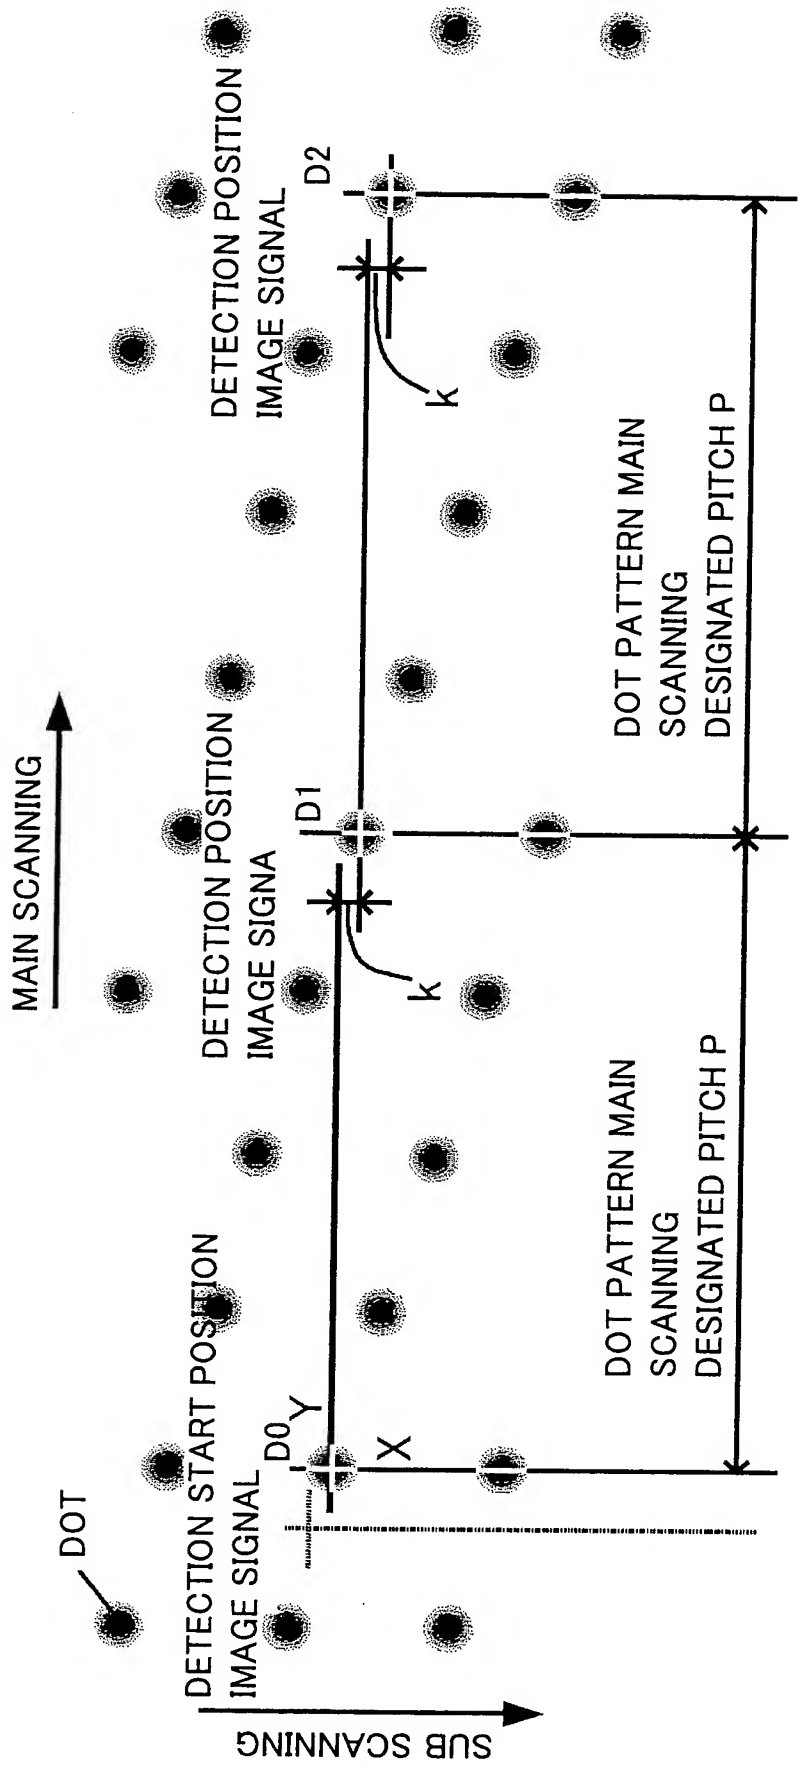 MAIN SCANNING
SUB SCANNING
DOT
DETECTION START POSITION
IMAGE SIGNAL
D0
Y
X
DETECTION POSITION
IMAGE SIGNA
D1
k
DETECTION POSITION
IMAGE SIGNAL
D2
k
DOT PATTERN MAIN
SCANNING
DESIGNATED PITCH P
DOT PATTERN MAIN
SCANNING
DESIGNATED PITCH P